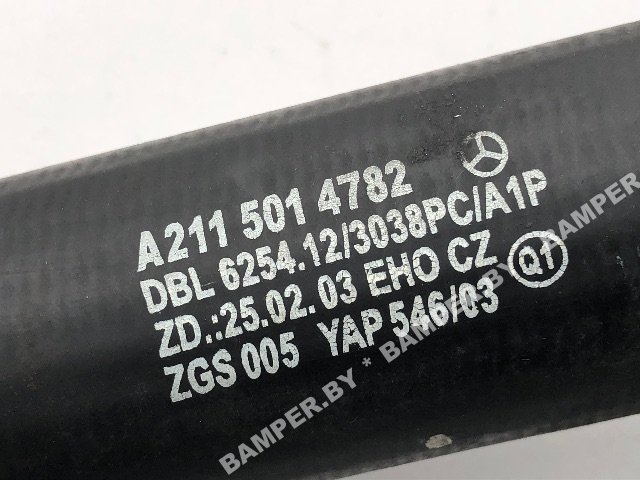 A211 501 4782
DBL 6254.12/3038PC/A1P
ZD.:25.02.03 EHO CZ Q1
ZGS 005 YAP 546/03
BAMPER.BY * BAMPER.BY * BAMPER.BY